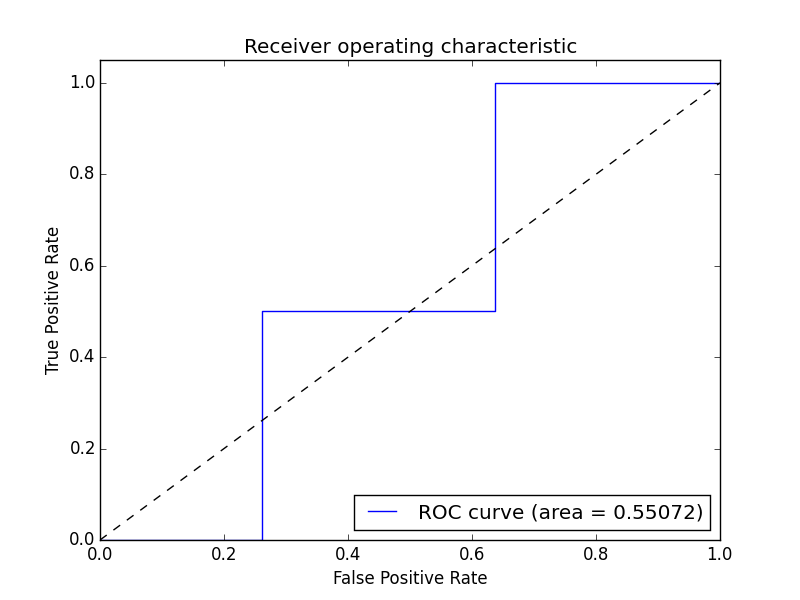 Receiver operating characteristic
1.0
0.8
0.6
0.4
0.2
0.0
True Positive Rate
ROC curve (area = 0.55072)
0.0 0.2 0.4 0.6 0.8 1.0
False Positive Rate